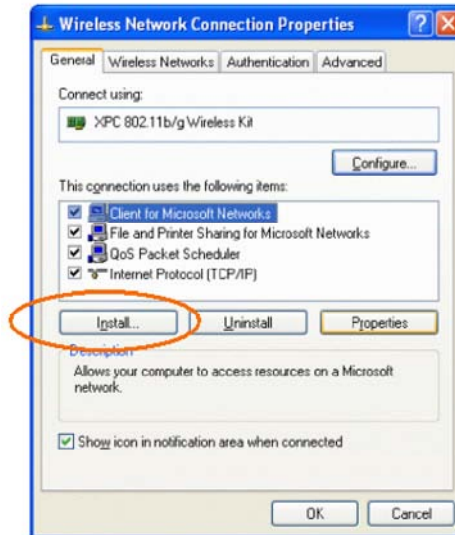 Wireless Network Connection Properties
General Wireless Networks Authentication Advanced
Connect using:
XPC 802.11b/g Wireless Kit
Configure...
This connection uses the following items:
Client for Microsoft Networks
File and Printer Sharing for Microsoft Networks
QoS Packet Scheduler
Internet Protocol (TCP/IP)
Install... Uninstall Properties
Description
Allows your computer to access resources on a Microsoft
network.
Show icon in notification area when connected
OK Cancel